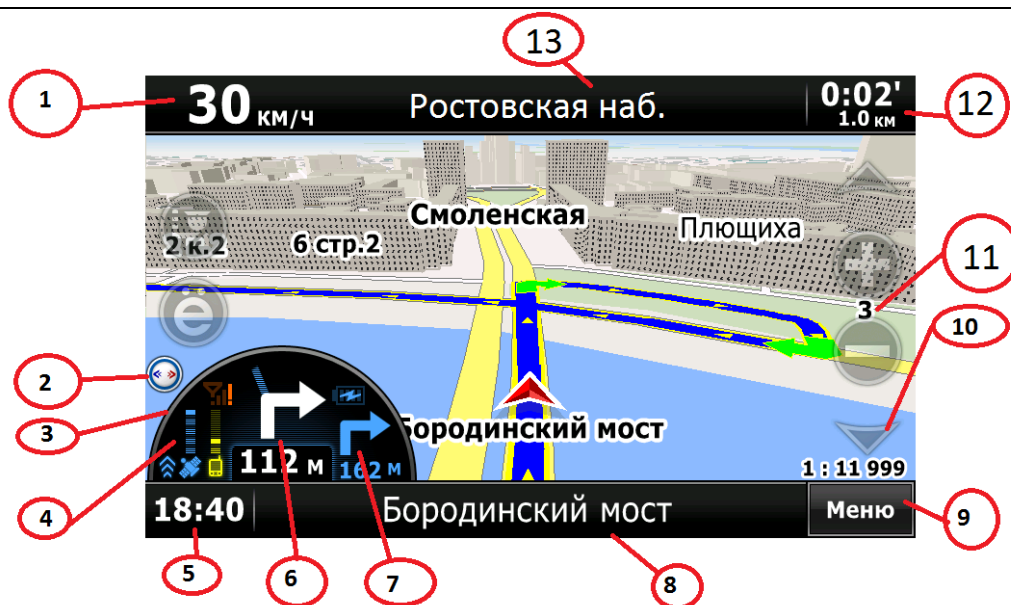 13
1
30 км/ч
Ростовская наб.
0:02'
1.0 км
12
Смоленская
Плющиха
2 к.2
6 стр.2
11
ё
3
10
2
3
Бородинский мост
4
112 м
162 м
1 : 11 999
18:40
Бородинский мост
Меню
9
5
6
7
8